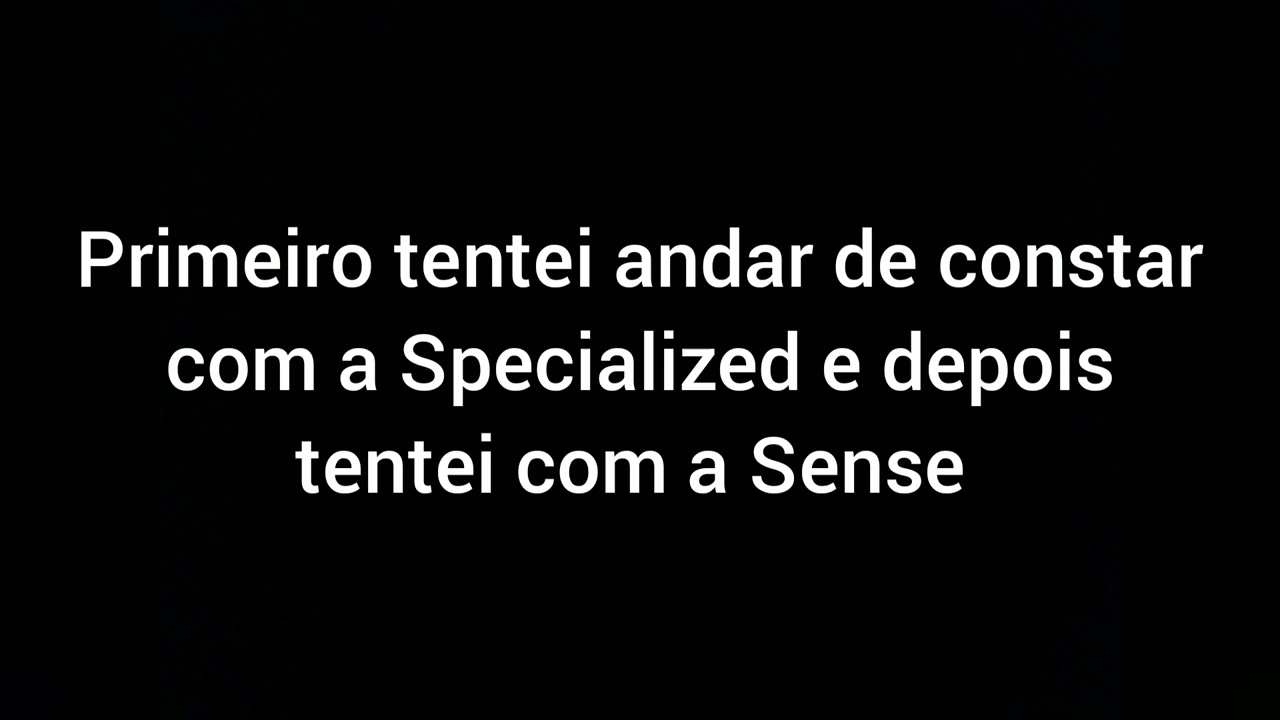 Primeiro tentei andar de constar
com a Specialized e depois
tentei com a Sense